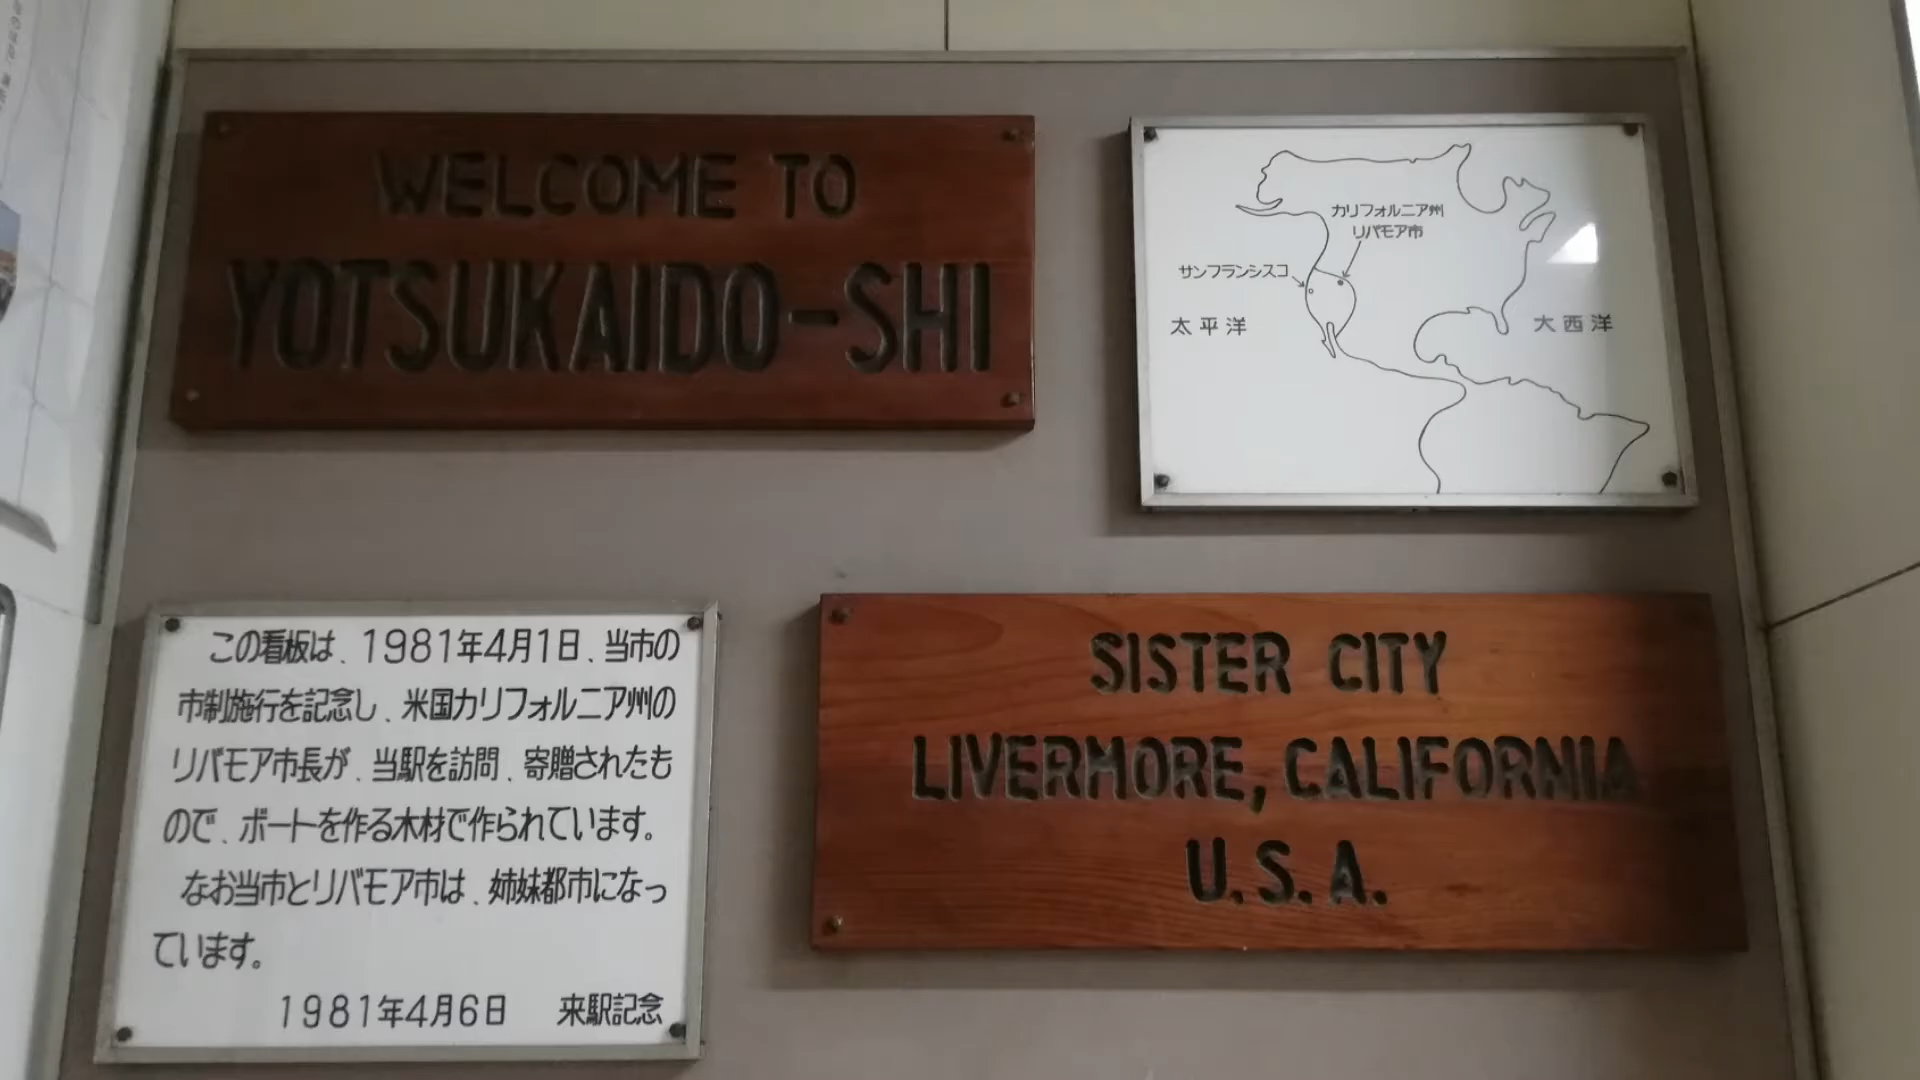 WELCOME TO
YOTSUKAIDO-SHI
カリフォルニア州
リバモア市
サンフランシスコ
太平洋
大西洋
この看板は、1981年4月1日、当市の
市制施行を記念し、米国カリフォルニア州の
リバモア市長が、当駅を訪問、寄贈されたも
ので、ボートを作る木材で作られています。
なお当市とリバモア市は、姉妹都市になっ
ています。
1981年4月6日 来駅記念
SISTER CITY
LIVERMORE, CALIFORNIA
U.S.A.